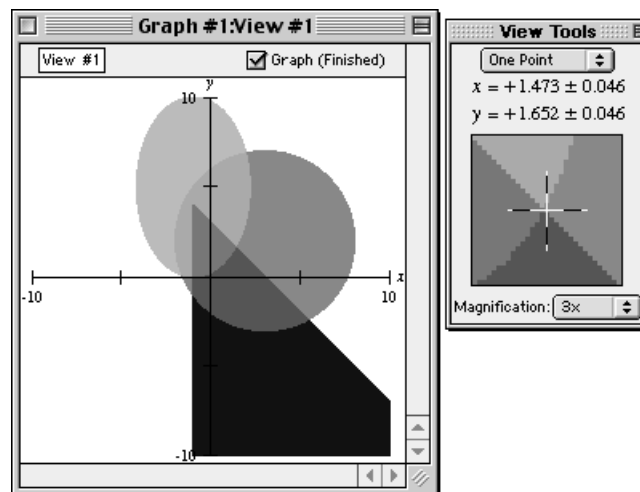 Graph #1:View #1
View #1
Graph (Finished)
y
10
x
-10
10
-10
View Tools
One Point
x = +1.473 ± 0.046
y = +1.652 ± 0.046
Magnification: 3x